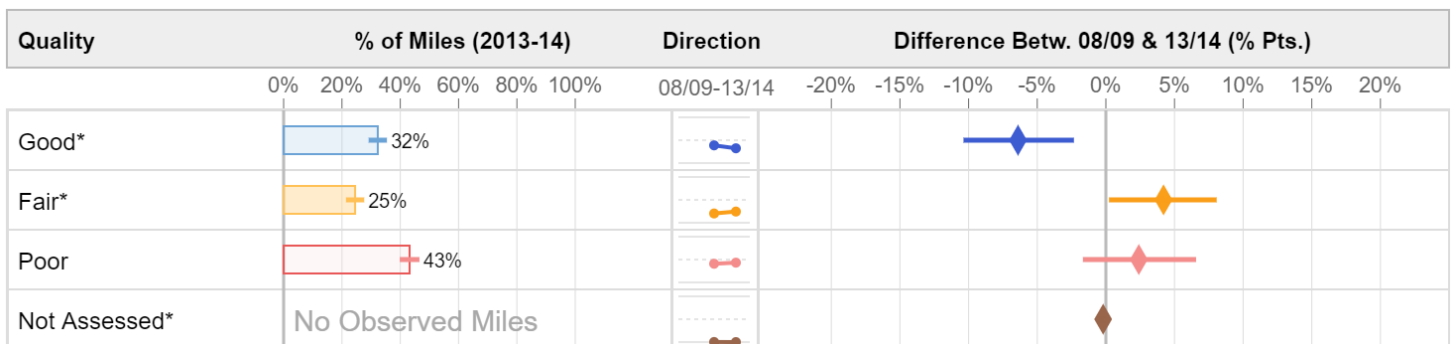 Quality % of Miles (2013-14) Direction Difference Betw. 08/09 & 13/14 (% Pts.)
0% 20% 40% 60% 80% 100% 08/09-13/14 -20% -15% -10% -5% 0% 5% 10% 15% 20%
Good* 32%
Fair* 25%
Poor 43%
Not Assessed* No Observed Miles